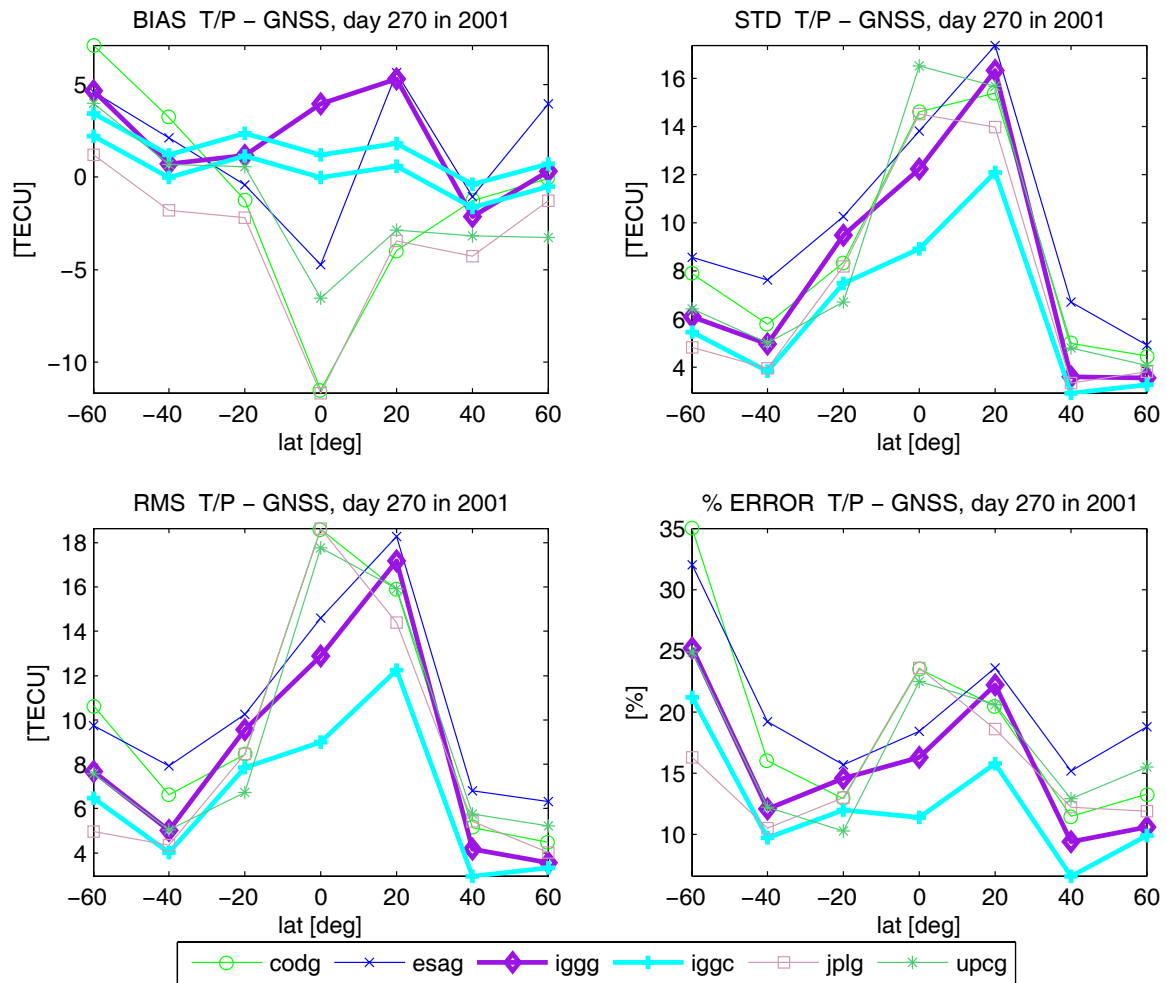 BIAS T/P − GNSS, day 270 in 2001
5
0
−5
−10
[TECU]
−60 −40 −20 0 20 40 60
lat [deg]
STD T/P − GNSS, day 270 in 2001
16
14
12
10
8
6
4
[TECU]
−60 −40 −20 0 20 40 60
lat [deg]
RMS T/P − GNSS, day 270 in 2001
18
16
14
12
10
8
6
4
[TECU]
−60 −40 −20 0 20 40 60
lat [deg]
% ERROR T/P − GNSS, day 270 in 2001
35
30
25
20
15
10
[%]
−60 −40 −20 0 20 40 60
lat [deg]
codg esag iggg iggc jplg upcg